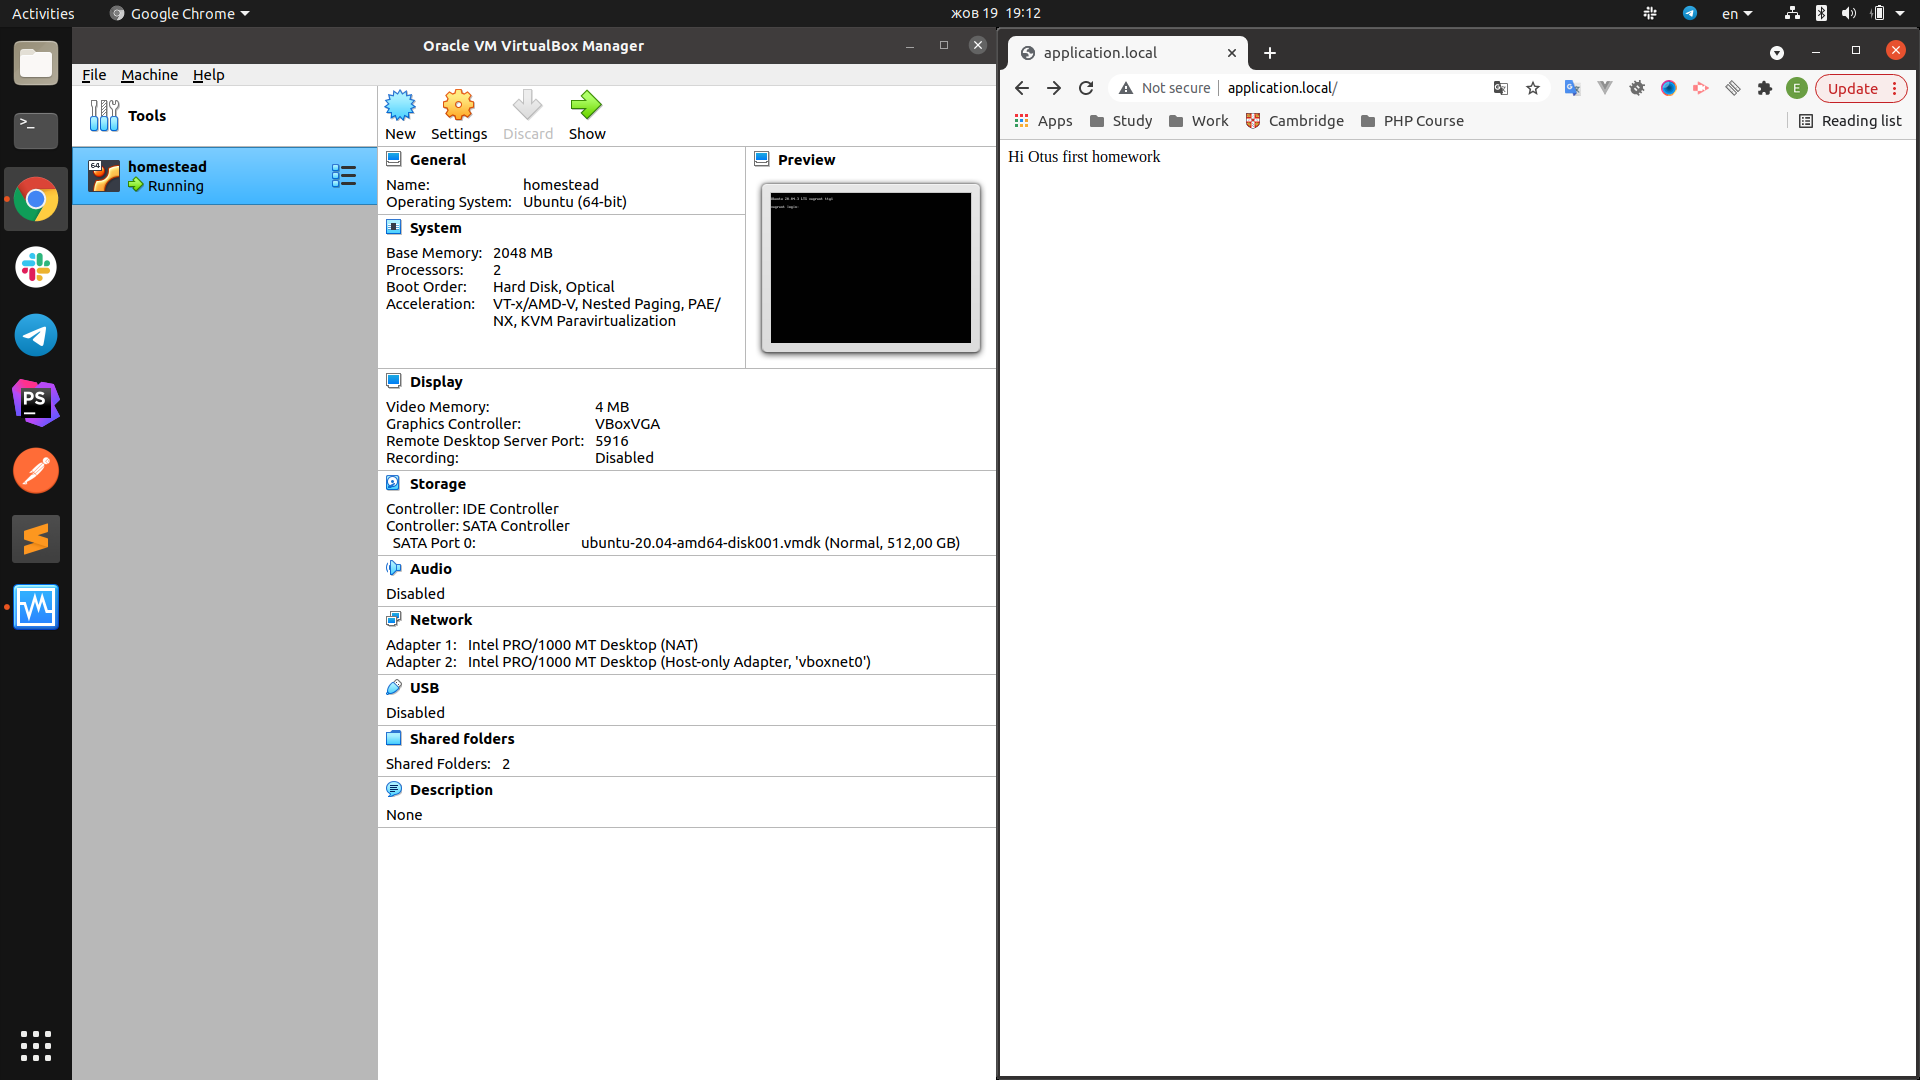 Activities
Google Chrome
жов 19 19:12
en
Oracle VM VirtualBox Manager
File Machine Help
Tools
64
homestead
Running
New Settings Discard Show
General
Name: homestead
Operating System: Ubuntu (64-bit)
System
Base Memory: 2048 MB
Processors: 2
Boot Order: Hard Disk, Optical
Acceleration: VT-x/AMD-V, Nested Paging, PAE/
NX, KVM Paravirtualization
Preview
Display
Video Memory: 4 MB
Graphics Controller: VBoxVGA
Remote Desktop Server Port: 5916
Recording: Disabled
Storage
Controller: IDE Controller
Controller: SATA Controller
SATA Port 0: ubuntu-20.04-amd64-disk001.vmdk (Normal, 512,00 GB)
Audio
Disabled
Network
Adapter 1: Intel PRO/1000 MT Desktop (NAT)
Adapter 2: Intel PRO/1000 MT Desktop (Host-only Adapter, 'vboxnet0')
USB
Disabled
Shared folders
Shared Folders: 2
Description
None
PS
application.local
Not secure application.local/
E
Update
Apps Study Work Cambridge PHP Course
Reading list
Hi Otus first homework